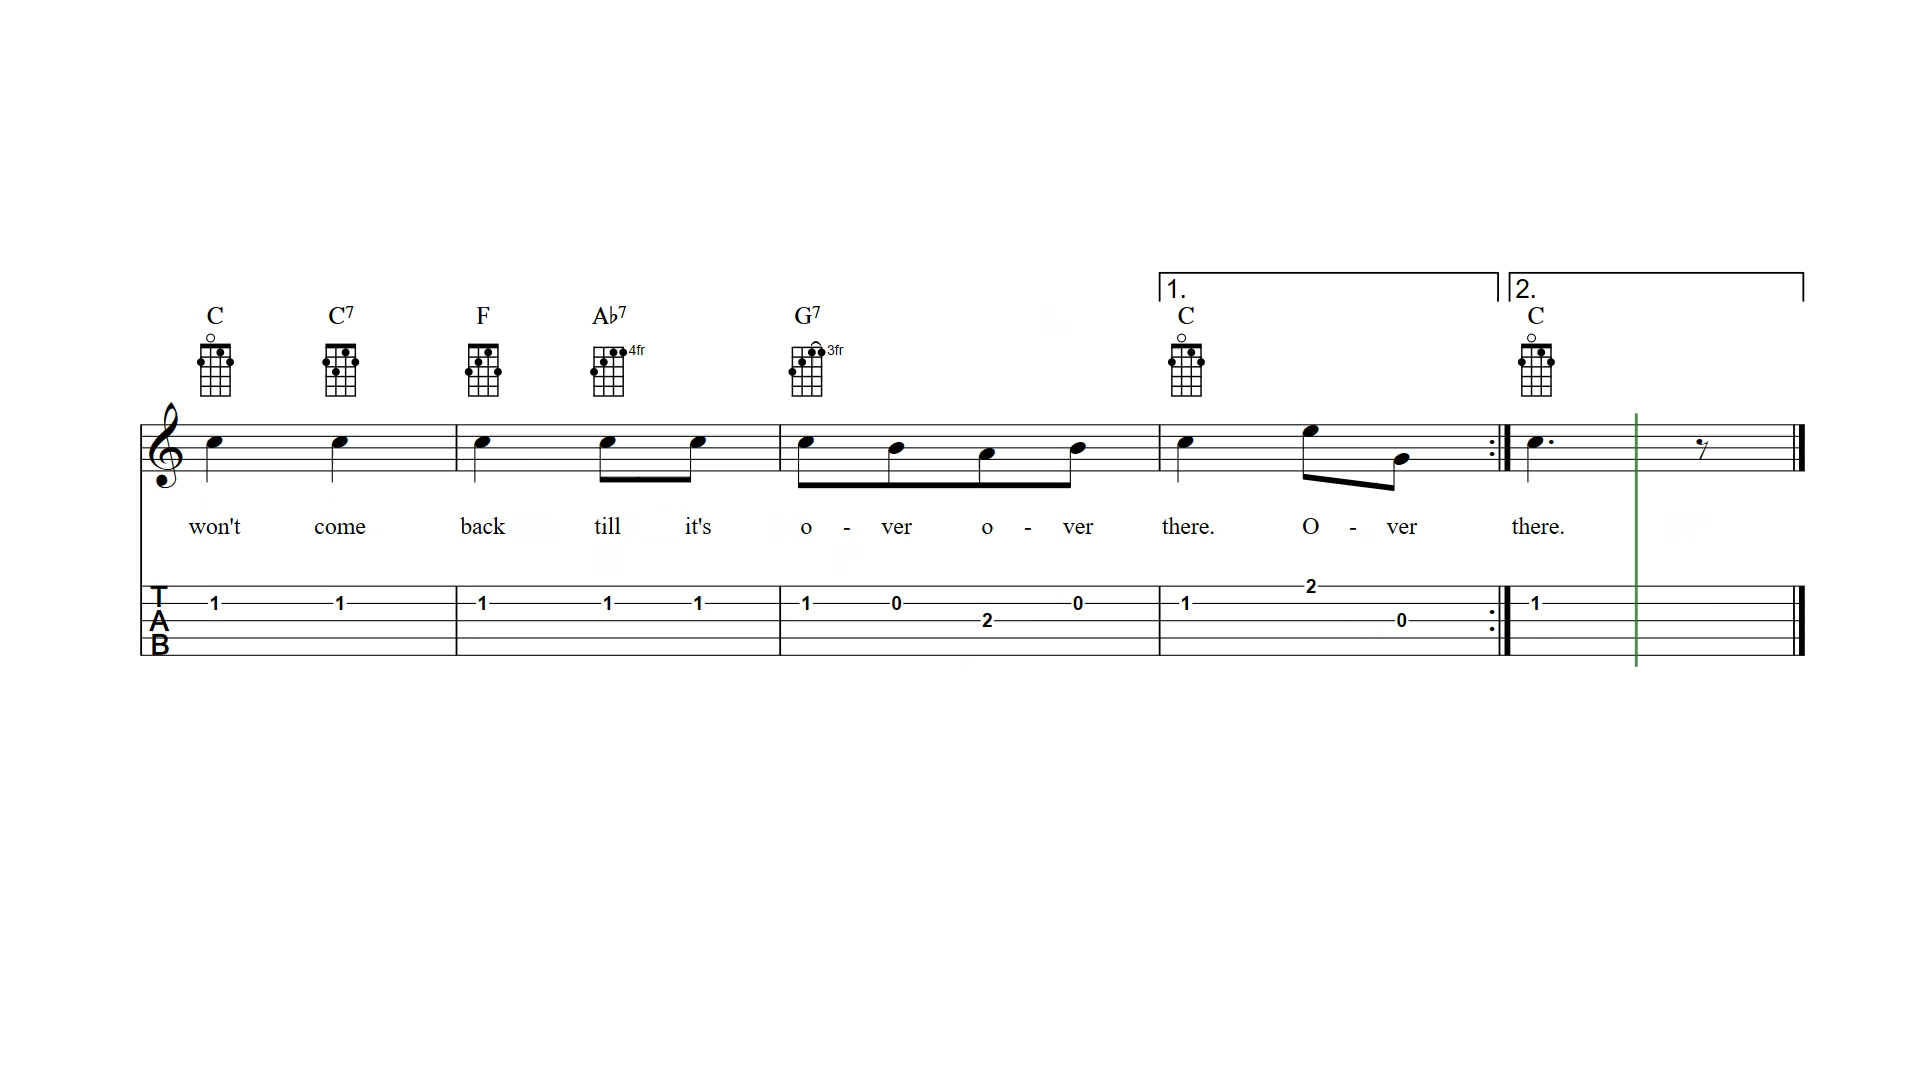 1. 2.
C C7 F A♭7 G7 C C
4fr 3fr
won't come back till it's o - ver o - ver there. O - ver there.
T 2
1 1 1 1 1 1 0 0 1 1
A 2 0
B